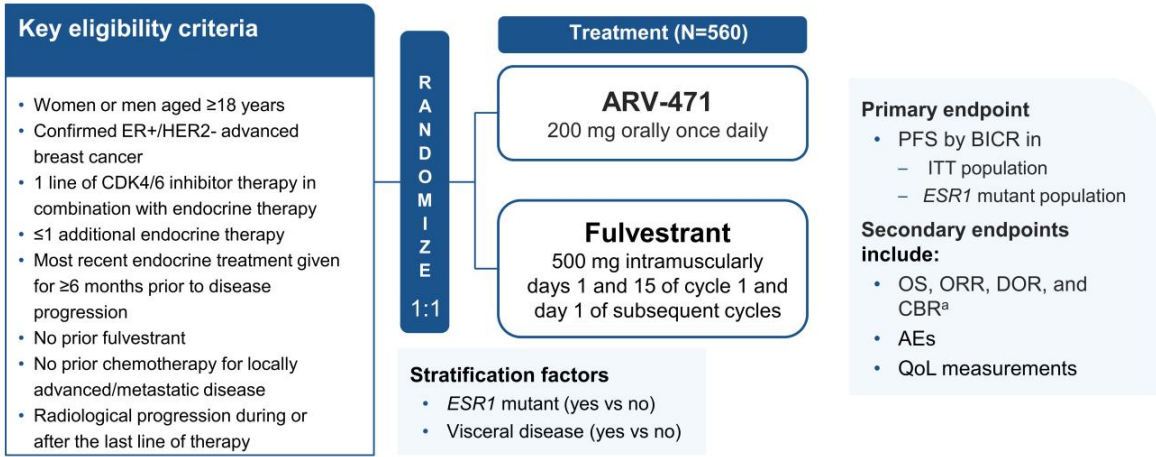 Key eligibility criteria
• Women or men aged ≥18 years
• Confirmed ER+/HER2- advanced
breast cancer
• 1 line of CDK4/6 inhibitor therapy in
combination with endocrine therapy
• ≤1 additional endocrine therapy
• Most recent endocrine treatment given
for ≥6 months prior to disease
progression
• No prior fulvestrant
• No prior chemotherapy for locally
advanced/metastatic disease
• Radiological progression during or
after the last line of therapy
RANDOMIZE
1:1
Treatment (N=560)
ARV-471
200 mg orally once daily
Fulvestrant
500 mg intramuscularly
days 1 and 15 of cycle 1 and
day 1 of subsequent cycles
Stratification factors
• ESR1 mutant (yes vs no)
• Visceral disease (yes vs no)
Primary endpoint
• PFS by BICR in
– ITT population
– ESR1 mutant population
Secondary endpoints
include:
• OS, ORR, DOR, and
CBRᵃ
• AEs
• QoL measurements